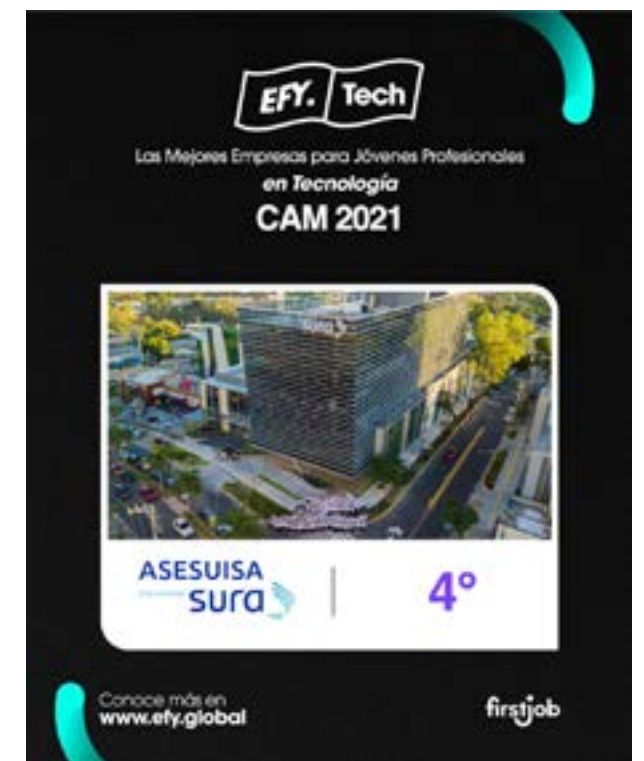 EFY. Tech
Las Mejores Empresas para Jóvenes Profesionales
en Tecnología
CAM 2021
ASESUISA
sura
4°
Conoce más en
www.efy.global
firstjob